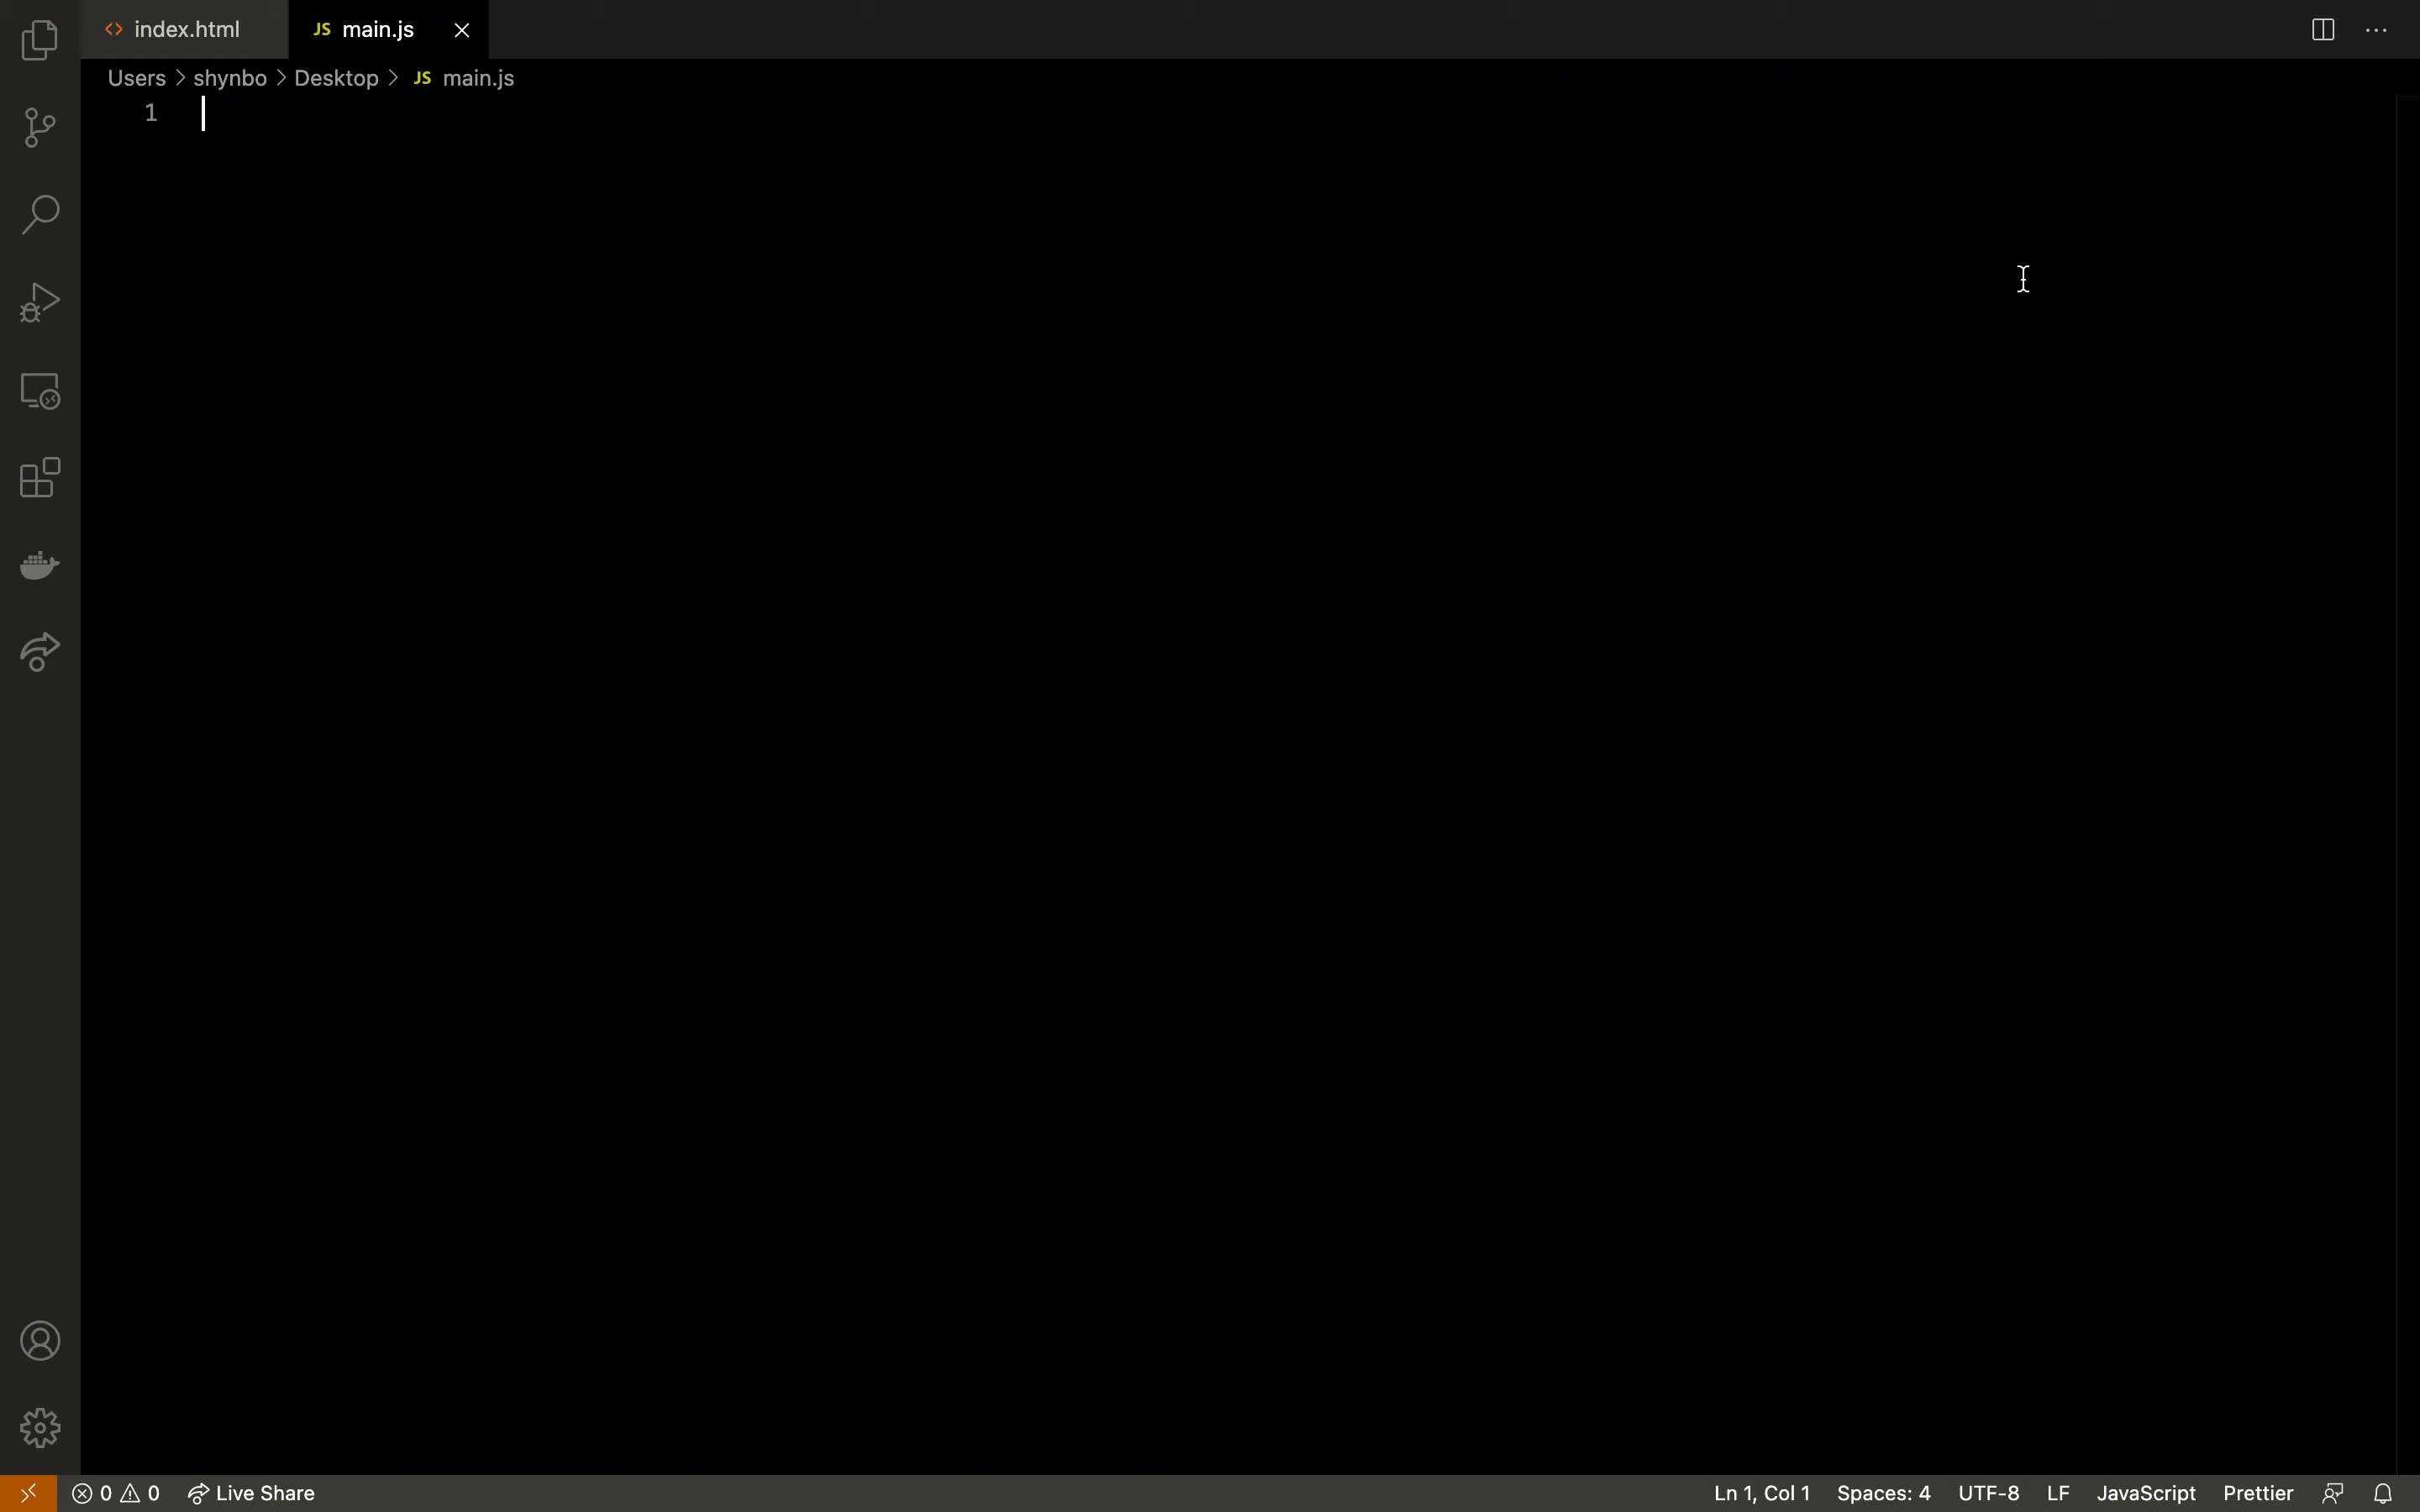 <> index.html JS main.js
Users > shynbo > Desktop > JS main.js
1
0 0 Live Share Ln 1, Col 1 Spaces: 4 UTF-8 LF JavaScript Prettier